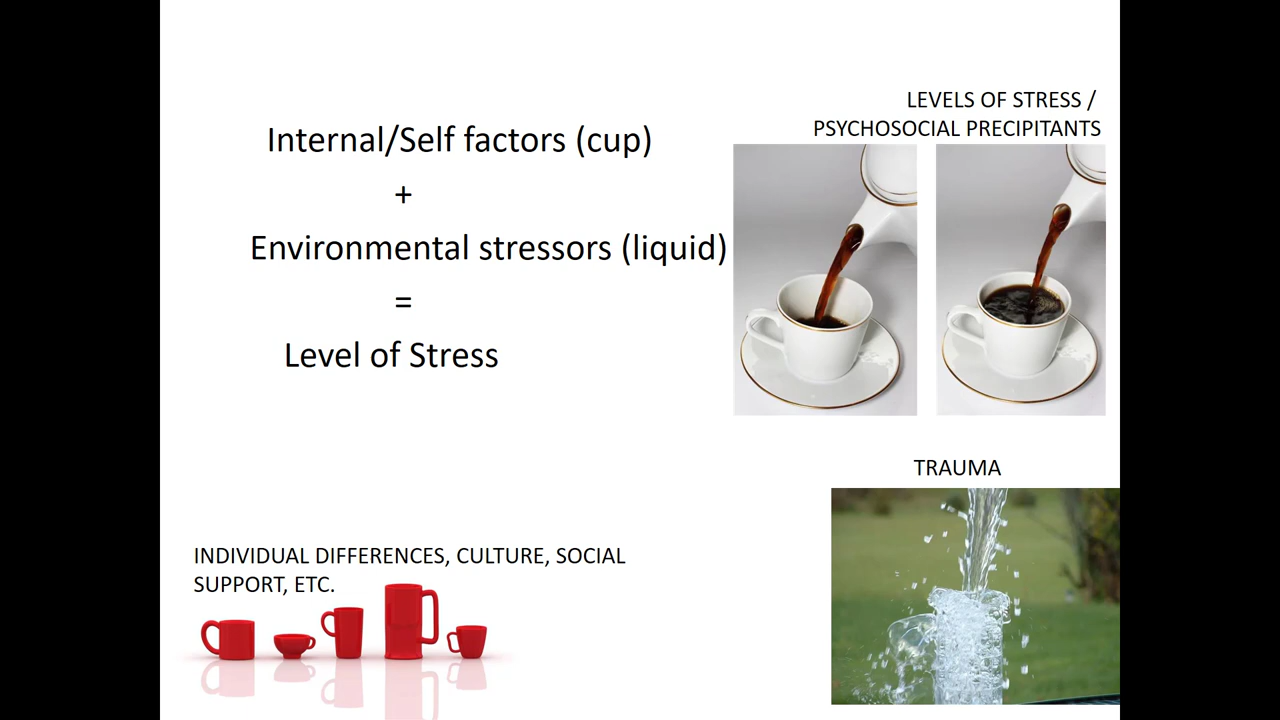 Internal/Self factors (cup)
+
Environmental stressors (liquid)
=
Level of Stress
LEVELS OF STRESS /
PSYCHOSOCIAL PRECIPITANTS
TRAUMA
INDIVIDUAL DIFFERENCES, CULTURE, SOCIAL
SUPPORT, ETC.